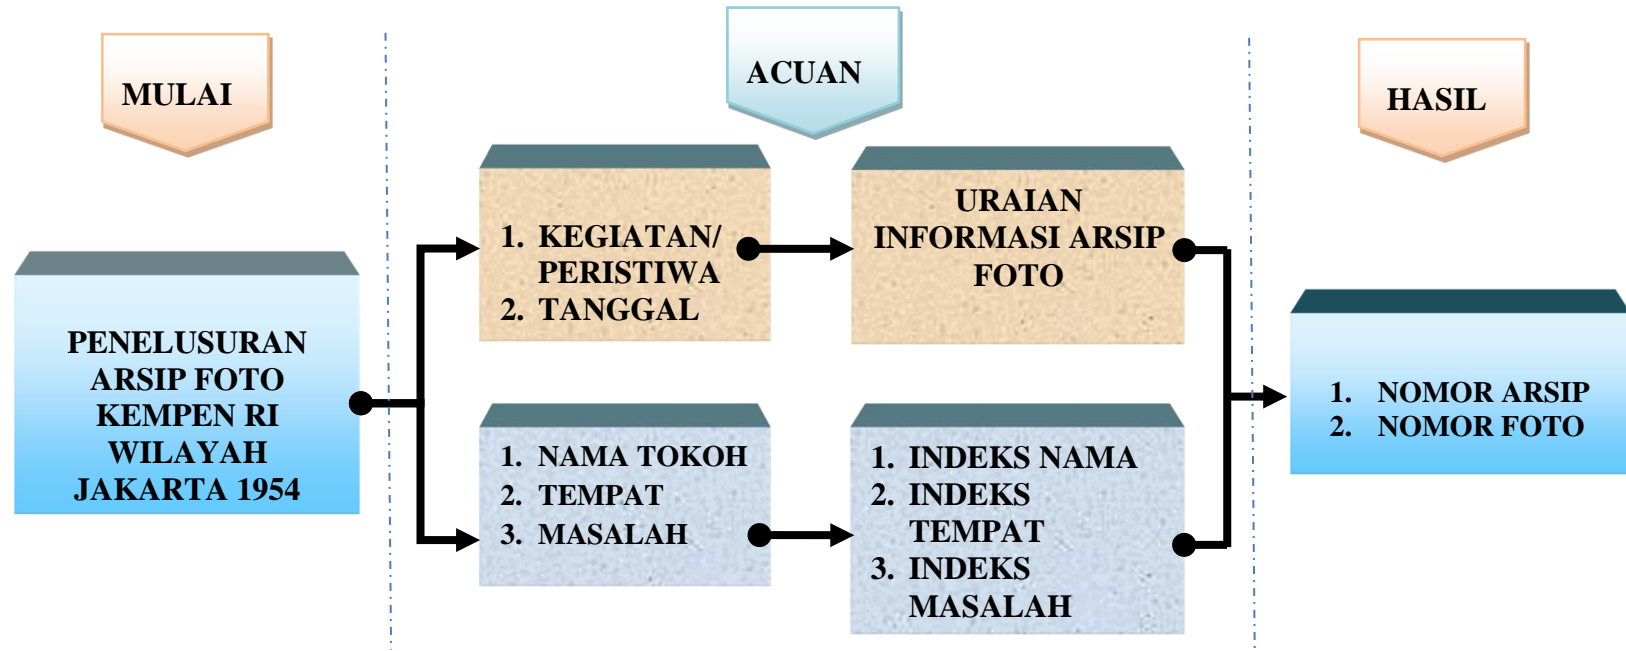 MULAI
ACUAN
HASIL
PENELUSURAN
ARSIP FOTO
KEMPEN RI
WILAYAH
JAKARTA 1954
1. KEGIATAN/
PERISTIWA
2. TANGGAL
URAIAN
INFORMASI ARSIP
FOTO
1. NAMA TOKOH
2. TEMPAT
3. MASALAH
1. INDEKS NAMA
2. INDEKS
TEMPAT
3. INDEKS
MASALAH
1. NOMOR ARSIP
2. NOMOR FOTO